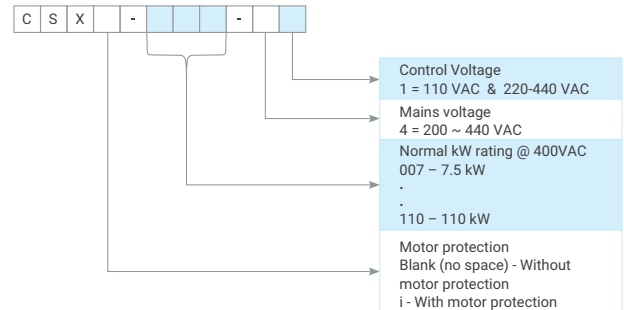 C S X - -
Control Voltage
1 = 110 VAC & 220-440 VAC
Mains voltage
4 = 200 ~ 440 VAC
Normal kW rating @ 400VAC
007 – 7.5 kW
.
.
110 – 110 kW
Motor protection
Blank (no space) - Without
motor protection
i - With motor protection